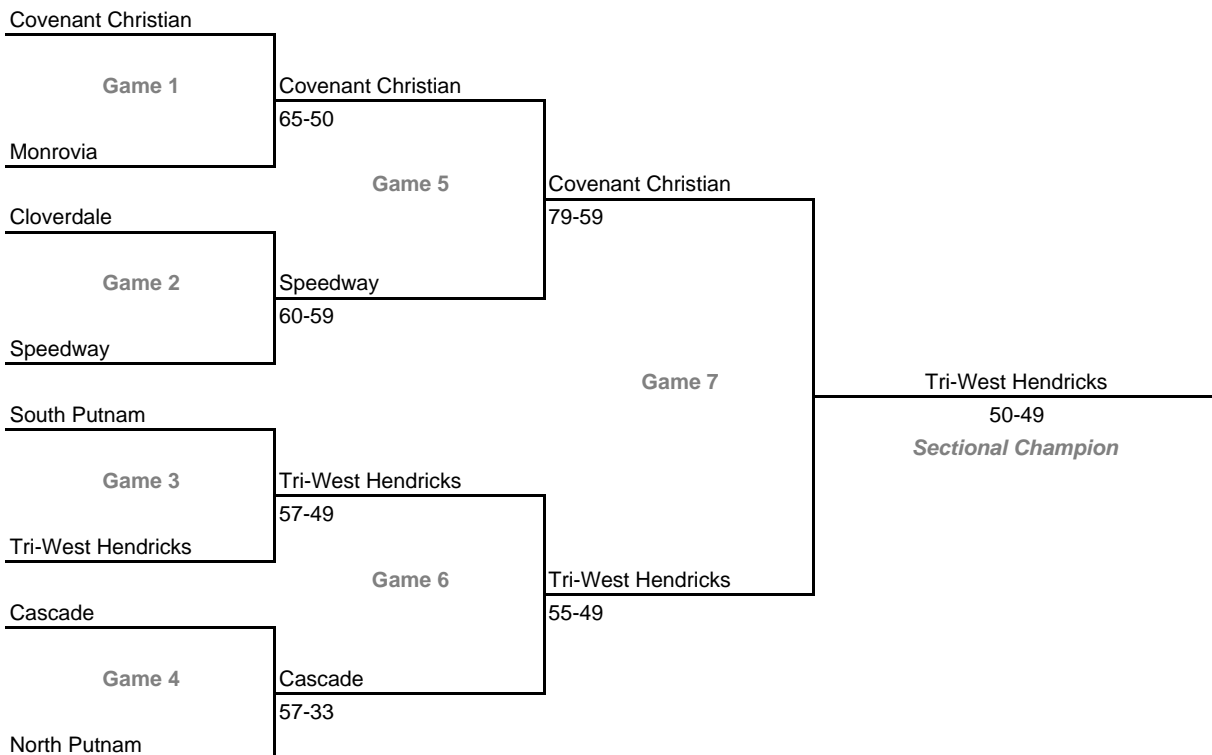 Covenant Christian
Game 1
Covenant Christian
65-50
Monrovia
Game 5
Covenant Christian
Cloverdale
79-59
Game 2
Speedway
60-59
Speedway
Game 7
Tri-West Hendricks
South Putnam
50-49
Sectional Champion
Game 3
Tri-West Hendricks
57-49
Tri-West Hendricks
Game 6
Tri-West Hendricks
Cascade
55-49
Game 4
Cascade
57-33
North Putnam